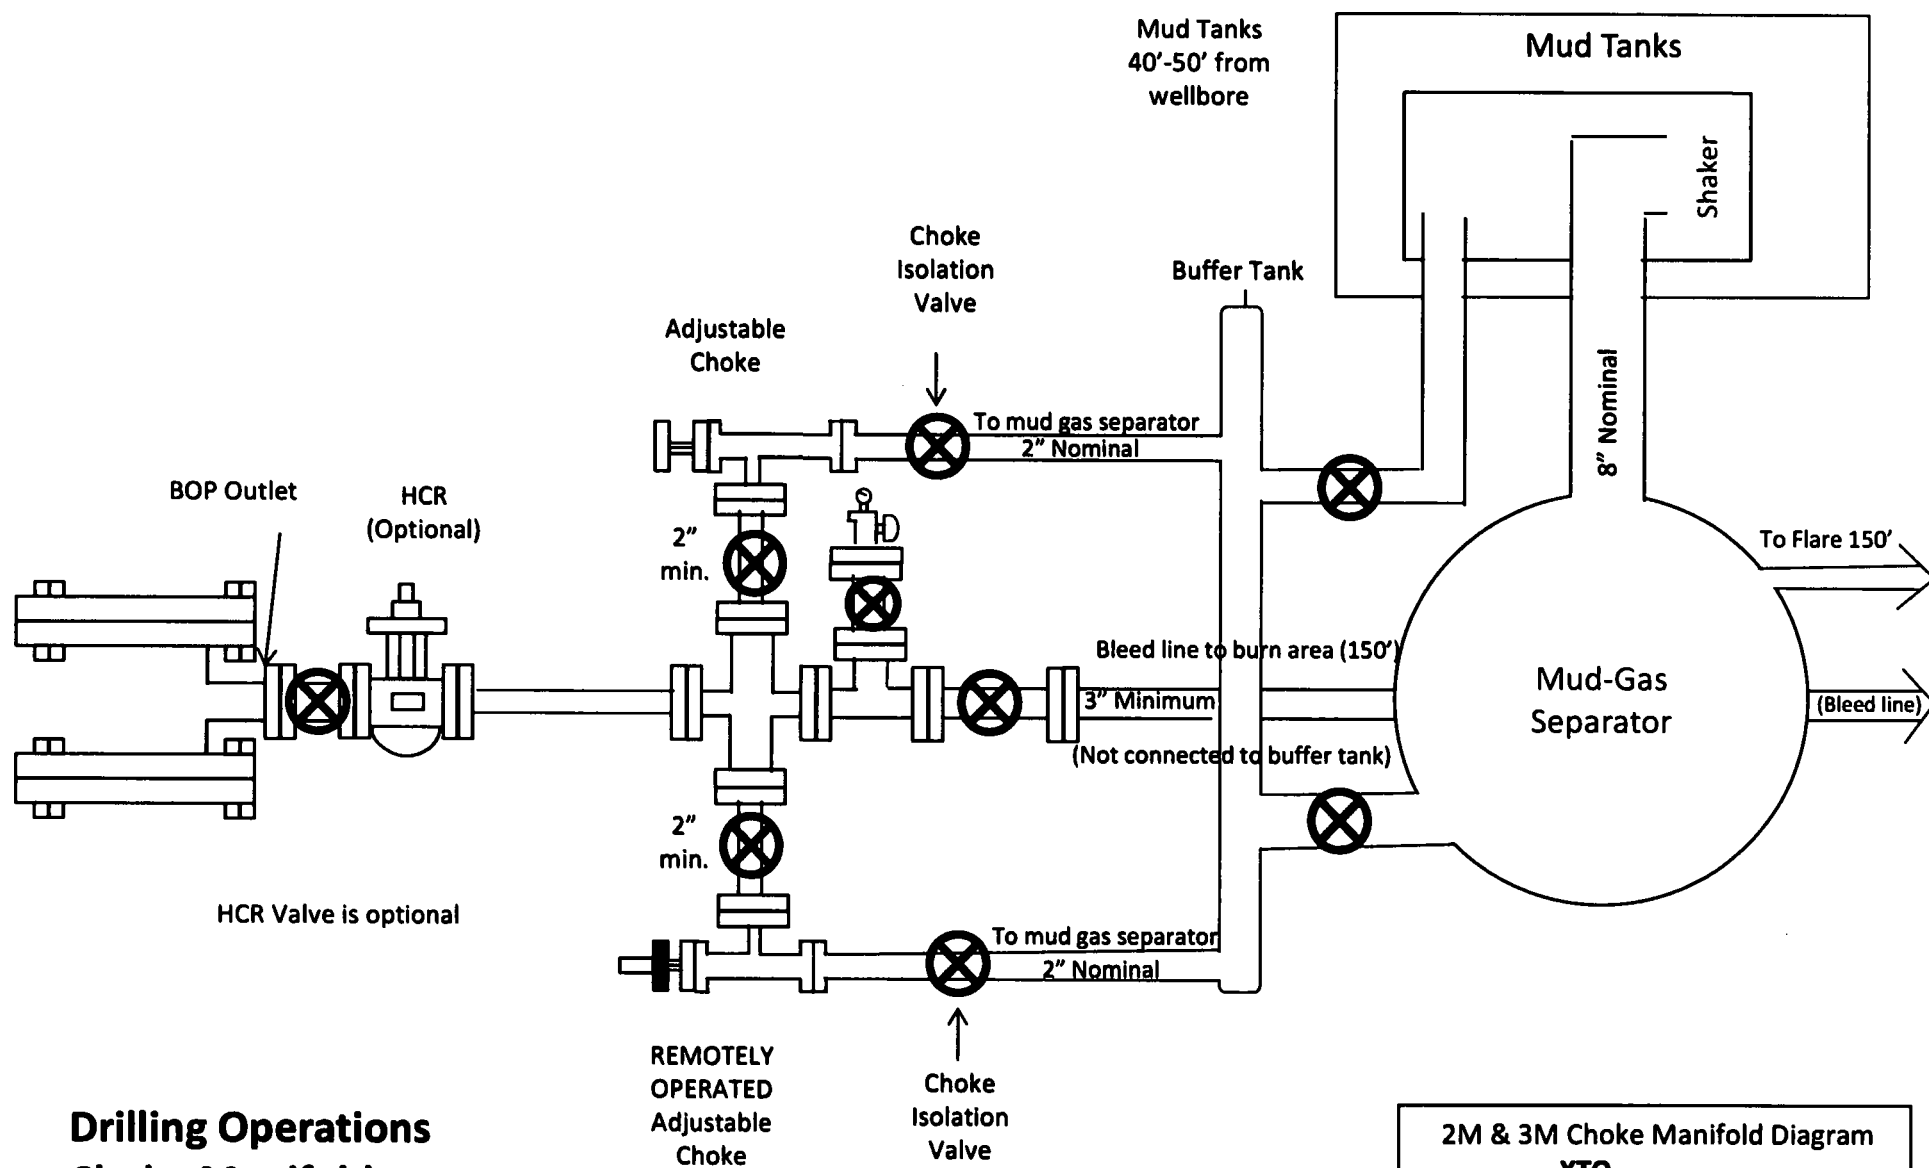 Mud Tanks
40'-50' from
wellbore
Mud Tanks
Shaker
Choke
Isolation
Valve
Buffer Tank
Adjustable
Choke
8" Nominal
To mud gas separator
2" Nominal
BOP Outlet
HCR
(Optional)
2"
min.
To Flare 150'
Bleed line to burn area (150')
3" Minimum
(Not connected to buffer tank)
Mud-Gas
Separator
(Bleed line)
2"
min.
HCR Valve is optional
To mud gas separator
2" Nominal
REMOTELY
OPERATED
Adjustable
Choke
Choke
Isolation
Valve
Drilling Operations
2M & 3M Choke Manifold Diagram
XTO